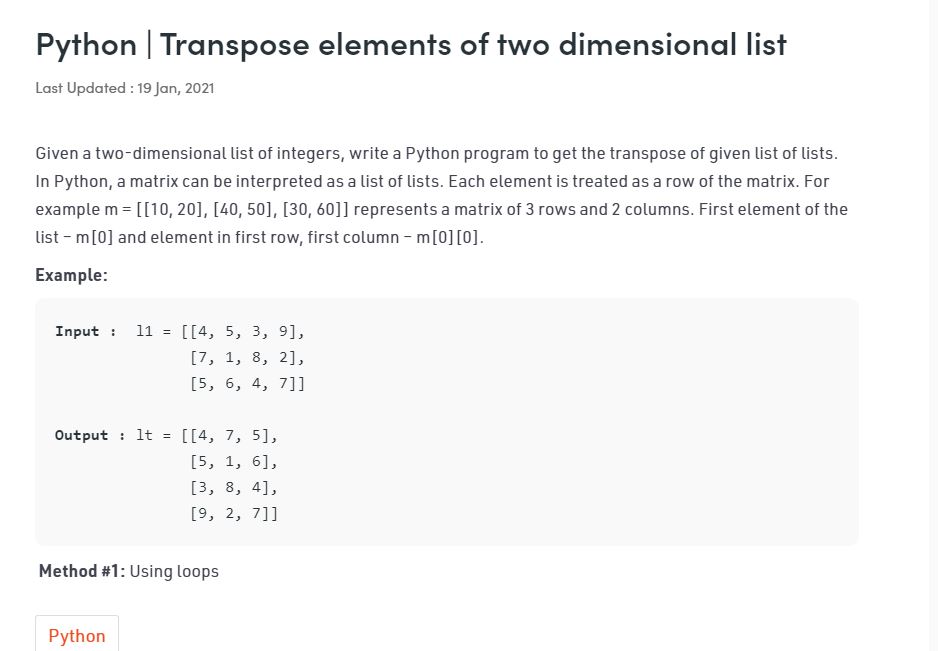 Python | Transpose elements of two dimensional list
Last Updated : 19 Jan, 2021
Given a two-dimensional list of integers, write a Python program to get the transpose of given list of lists.
In Python, a matrix can be interpreted as a list of lists. Each element is treated as a row of the matrix. For
example m = [[10, 20], [40, 50], [30, 60]] represents a matrix of 3 rows and 2 columns. First element of the
list – m[0] and element in first row, first column – m[0][0].
Example:
Input :  l1 = [[4, 5, 3, 9],
[7, 1, 8, 2],
[5, 6, 4, 7]]
Output : lt = [[4, 7, 5],
[5, 1, 6],
[3, 8, 4],
[9, 2, 7]]
Method #1: Using loops
Python